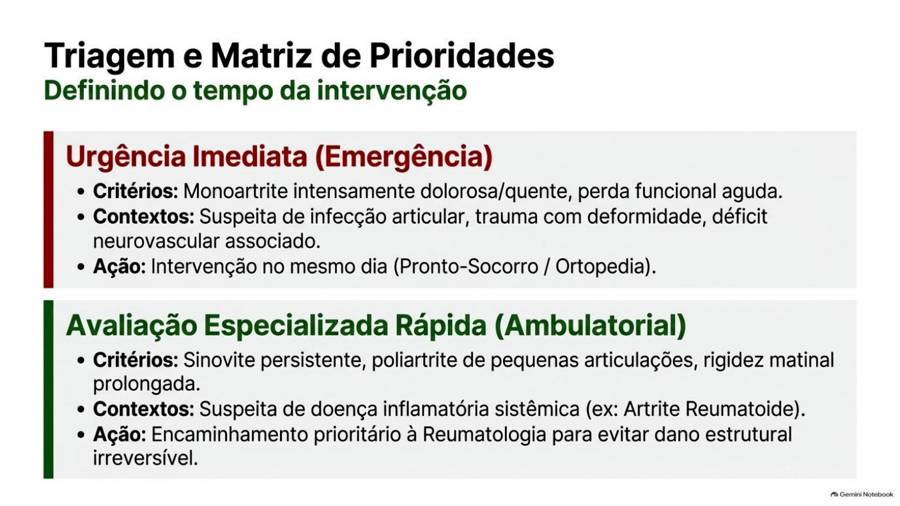 Triagem e Matriz de Prioridades
Definindo o tempo da intervenção
Urgência Imediata (Emergência)
• Critérios: Monoartrite intensamente dolorosa/quente, perda funcional aguda.
• Contextos: Suspeita de infecção articular, trauma com deformidade, déficit
neurovascular associado.
• Ação: Intervenção no mesmo dia (Pronto-Socorro / Ortopedia).
Avaliação Especializada Rápida (Ambulatorial)
• Critérios: Sinovite persistente, poliartrite de pequenas articulações, rigidez matinal
prolongada.
• Contextos: Suspeita de doença inflamatória sistêmica (ex: Artrite Reumatoide).
• Ação: Encaminhamento prioritário à Reumatologia para evitar dano estrutural
irreversível.
Gemini Notebook